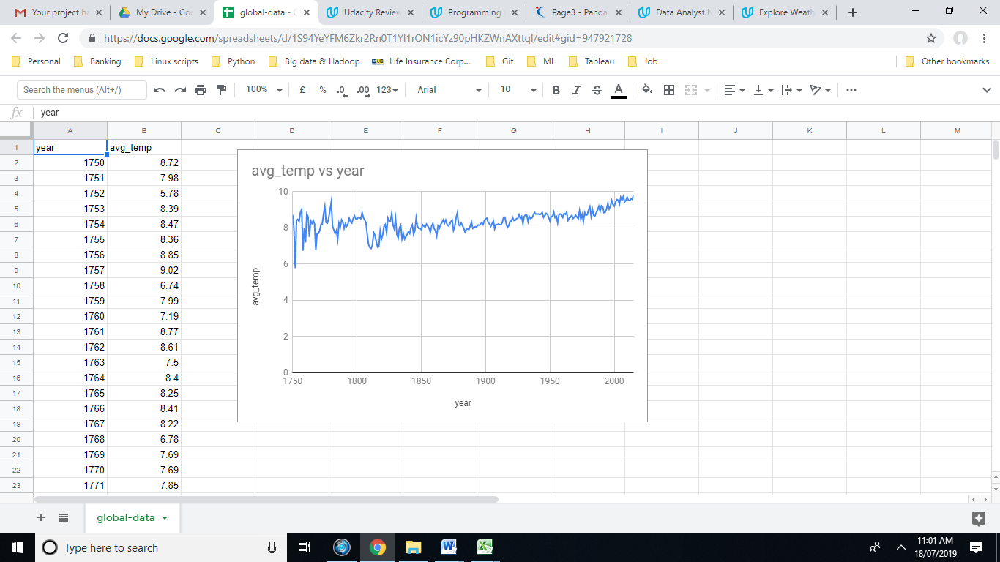 Your project ha
My Drive - Goo
global-data - G
Udacity Review
Programming f
Page3 - Panda
Data Analyst N
Explore Weath
https://docs.google.com/spreadsheets/d/1S94YeYFM6Zkr2Rn0T1YI1rON1icYz90pHKZWnAXttqI/edit#gid=947921728
Personal Banking Linux scripts Python Big data & Hadoop LIC Life Insurance Corp... Git ML Tableau Job Other bookmarks
Search the menus (Alt+/) 100% £ % .0 .00 123 Arial 10 B I S A
fx year
A B C D E F G H I J K L M
1 year avg_temp
2 1750 8.72
3 1751 7.98
4 1752 5.78
5 1753 8.39
6 1754 8.47
7 1755 8.36
8 1756 8.85
9 1757 9.02
10 1758 6.74
11 1759 7.99
12 1760 7.19
13 1761 8.77
14 1762 8.61
15 1763 7.5
16 1764 8.4
17 1765 8.25
18 1766 8.41
19 1767 8.22
20 1768 6.78
21 1769 7.69
22 1770 7.69
23 1771 7.85
avg_temp vs year
10
8
6
4
2
0
avg_temp
1750 1800 1850 1900 1950 2000
year
global-data
Type here to search
11:01 AM
18/07/2019